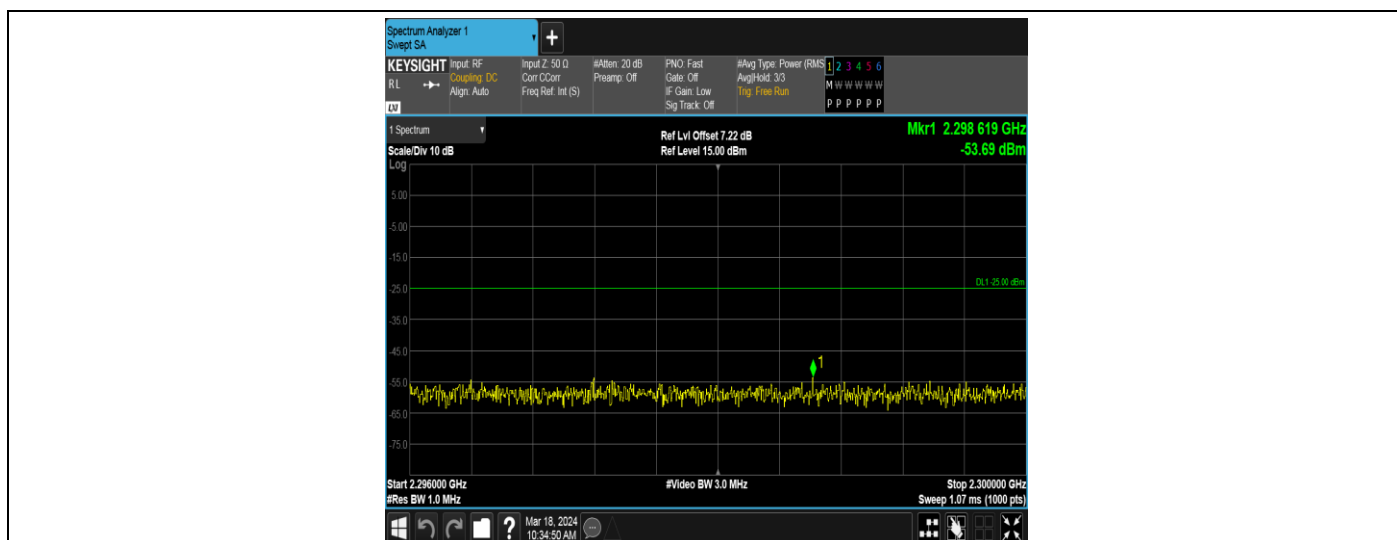 Spectrum Analyzer 1
Swept SA
+
KEYSIGHT Input: RF Input Z: 50 Ω #Atten: 20 dB PNO: Fast #Avg Type: Power (RMS 1 2 3 4 5 6
RL Coupling: DC Corr CCorr Preamp: Off Gate: Off Avg|Hold: 3/3 M W W W W W
Align: Auto Freq Ref: Int (S) IF Gain: Low Trig: Free Run P P P P P P
LXI Sig Track: Off
1 Spectrum Ref Lvl Offset 7.22 dB Mkr1 2.298 619 GHz
Scale/Div 10 dB Ref Level 15.00 dBm -53.69 dBm
Log
5.00
-5.00
-15.0
DL1 -25.00 dBm
-25.0
-35.0
-45.0
1
-55.0
-65.0
-75.0
Start 2.296000 GHz #Video BW 3.0 MHz Stop 2.300000 GHz
#Res BW 1.0 MHz Sweep 1.07 ms (1000 pts)
? Mar 18, 2024
10:34:50 AM